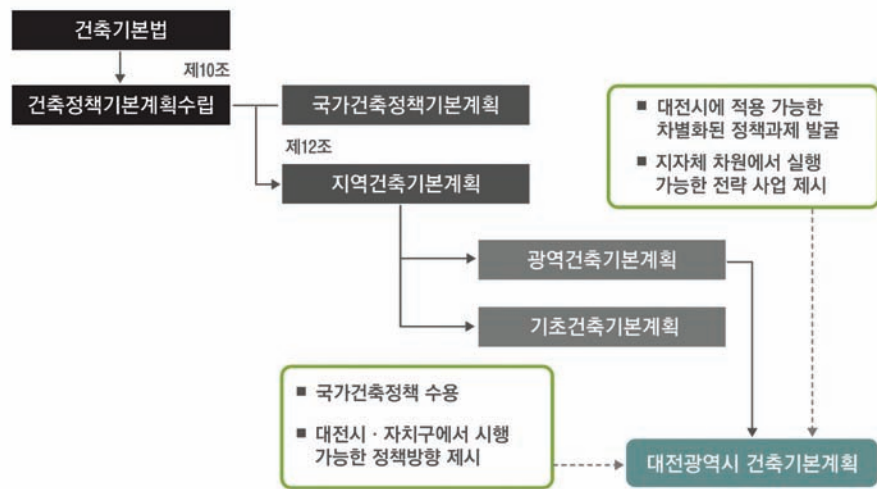 건축기본법
제10조
건축정책기본계획수립
국가건축정책기본계획
제12조
지역건축기본계획
■ 대전시에 적용 가능한
차별화된 정책과제 발굴
■ 지자체 차원에서 실행
가능한 전략 사업 제시
광역건축기본계획
기초건축기본계획
■ 국가건축정책 수용
■ 대전시 · 자치구에서 시행
가능한 정책방향 제시
대전광역시 건축기본계획